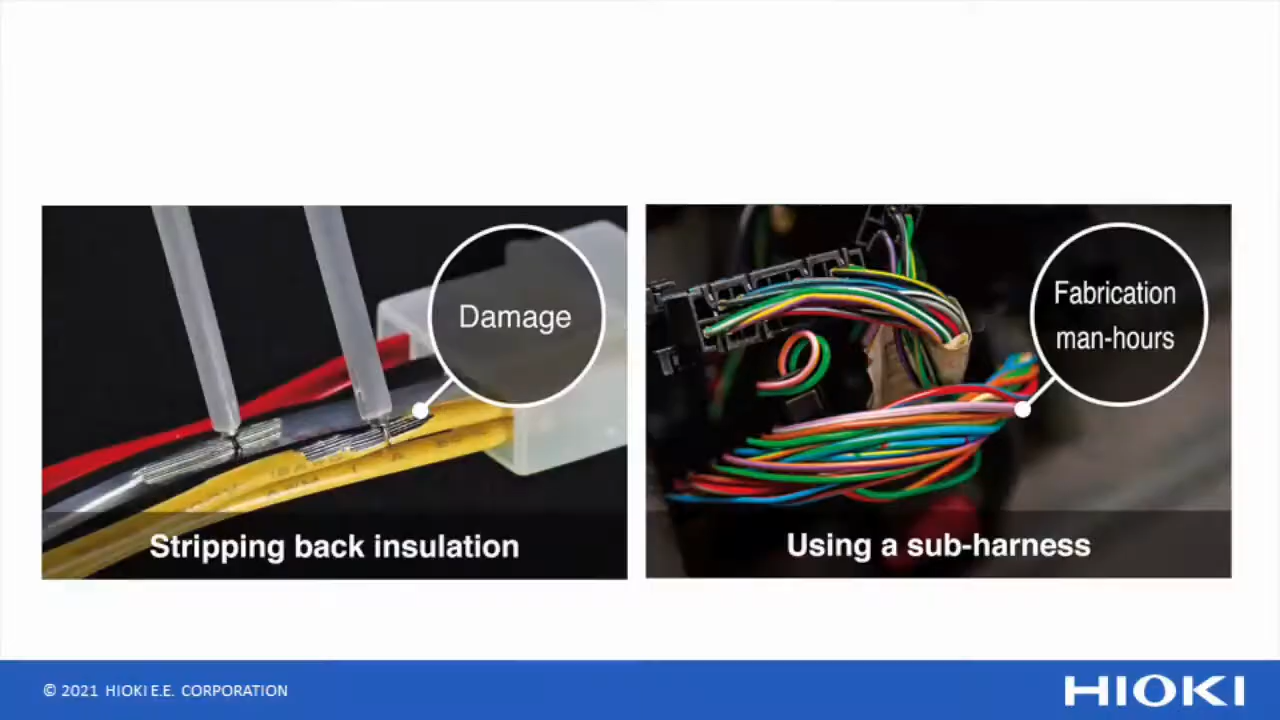 Damage
Stripping back insulation
Fabrication
man-hours
Using a sub-harness
© 2021 HIOKI E.E. CORPORATION
HIOKI